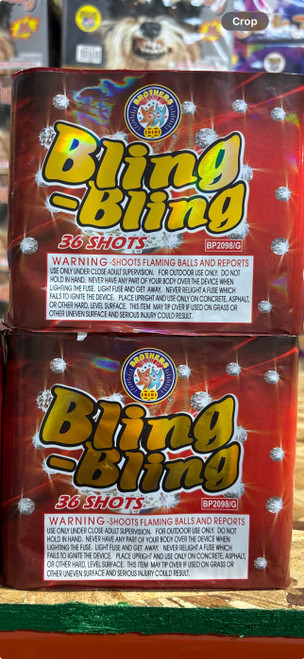 Crop
BROTHERS
Bling
-Bling
36 SHOTS
BP2098/G
WARNING -SHOOTS FLAMING BALLS AND REPORTS
USE ONLY UNDER CLOSE ADULT SUPERVISION. FOR OUTDOOR USE ONLY. DO NOT
HOLD IN HAND. NEVER HAVE ANY PART OF YOUR BODY OVER THE DEVICE WHEN
LIGHTING THE FUSE. LIGHT FUSE AND GET AWAY. NEVER RELIGHT A FUSE WHICH
FAILS TO IGNITE THE DEVICE. PLACE UPRIGHT AND USE ONLY ON CONCRETE, ASPHALT,
OR OTHER HARD, LEVEL SURFACE. THIS ITEM MAY TIP OVER IF USED ON GRASS OR
OTHER UNEVEN SURFACE AND SERIOUS INJURY COULD RESULT.
BROTHERS
Bling
-Bling
36 SHOTS
BP2098/G
WARNING -SHOOTS FLAMING BALLS AND REPORTS
USE ONLY UNDER CLOSE ADULT SUPERVISION. FOR OUTDOOR USE ONLY. DO NOT
HOLD IN HAND. NEVER HAVE ANY PART OF YOUR BODY OVER THE DEVICE WHEN
LIGHTING THE FUSE. LIGHT FUSE AND GET AWAY. NEVER RELIGHT A FUSE WHICH
FAILS TO IGNITE THE DEVICE. PLACE UPRIGHT AND USE ONLY ON CONCRETE, ASPHALT,
OR OTHER HARD, LEVEL SURFACE. THIS ITEM MAY TIP OVER IF USED ON GRASS OR
OTHER UNEVEN SURFACE AND SERIOUS INJURY COULD RESULT.